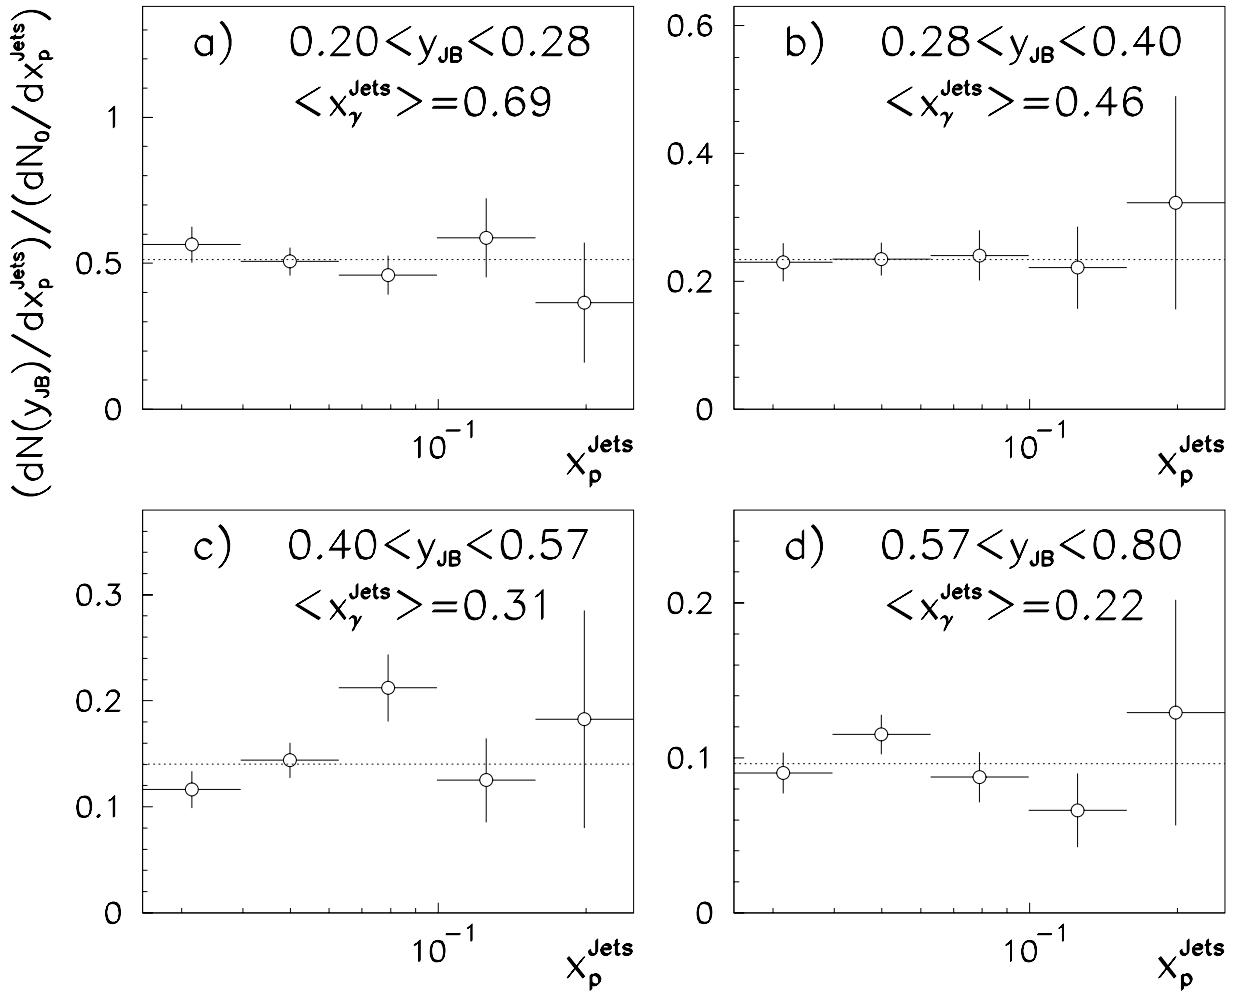 (dN(y_JB)/dx_p^Jets)/(dN_0/dx_p^Jets)
a) 0.20<y_JB<0.28
<x_γ^Jets>=0.69
1
0.5
0
10^-1
x_p^Jets
b) 0.28<y_JB<0.40
<x_γ^Jets>=0.46
0.6
0.4
0.2
0
10^-1
x_p^Jets
c) 0.40<y_JB<0.57
<x_γ^Jets>=0.31
0.3
0.2
0.1
0
10^-1
x_p^Jets
d) 0.57<y_JB<0.80
<x_γ^Jets>=0.22
0.2
0.1
0
10^-1
x_p^Jets